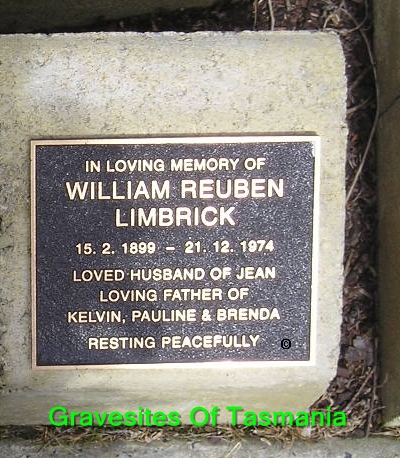 IN LOVING MEMORY OF
WILLIAM REUBEN
LIMBRICK
15. 2. 1899 – 21. 12. 1974
LOVED HUSBAND OF JEAN
LOVING FATHER OF
KELVIN, PAULINE & BRENDA
RESTING PEACEFULLY ©
Gravesites Of Tasmania